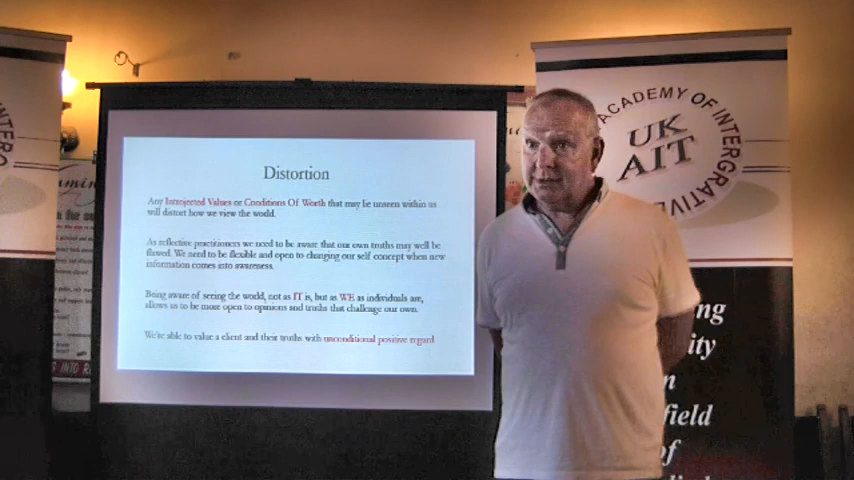 Distortion
Any Introjected Values or Cnoditions Of Worth that may lie unseen within us
will distort how we view the world.
As reflective practitioners we need to be aware that our own truths may well be
flawed. We need to be flexible and open to changing our self concept when new
information comes into awareness.
Being aware of seeing the world, not as IT is, but as WE as individuals are,
allows us to be more open to opinions and truths that challenge our own.
We're able to value a client and their truths with unconditional positive regard
ACADEMY OF INTERGRATIVE
UK
AIT
ng
ity
n
field
of
INTO